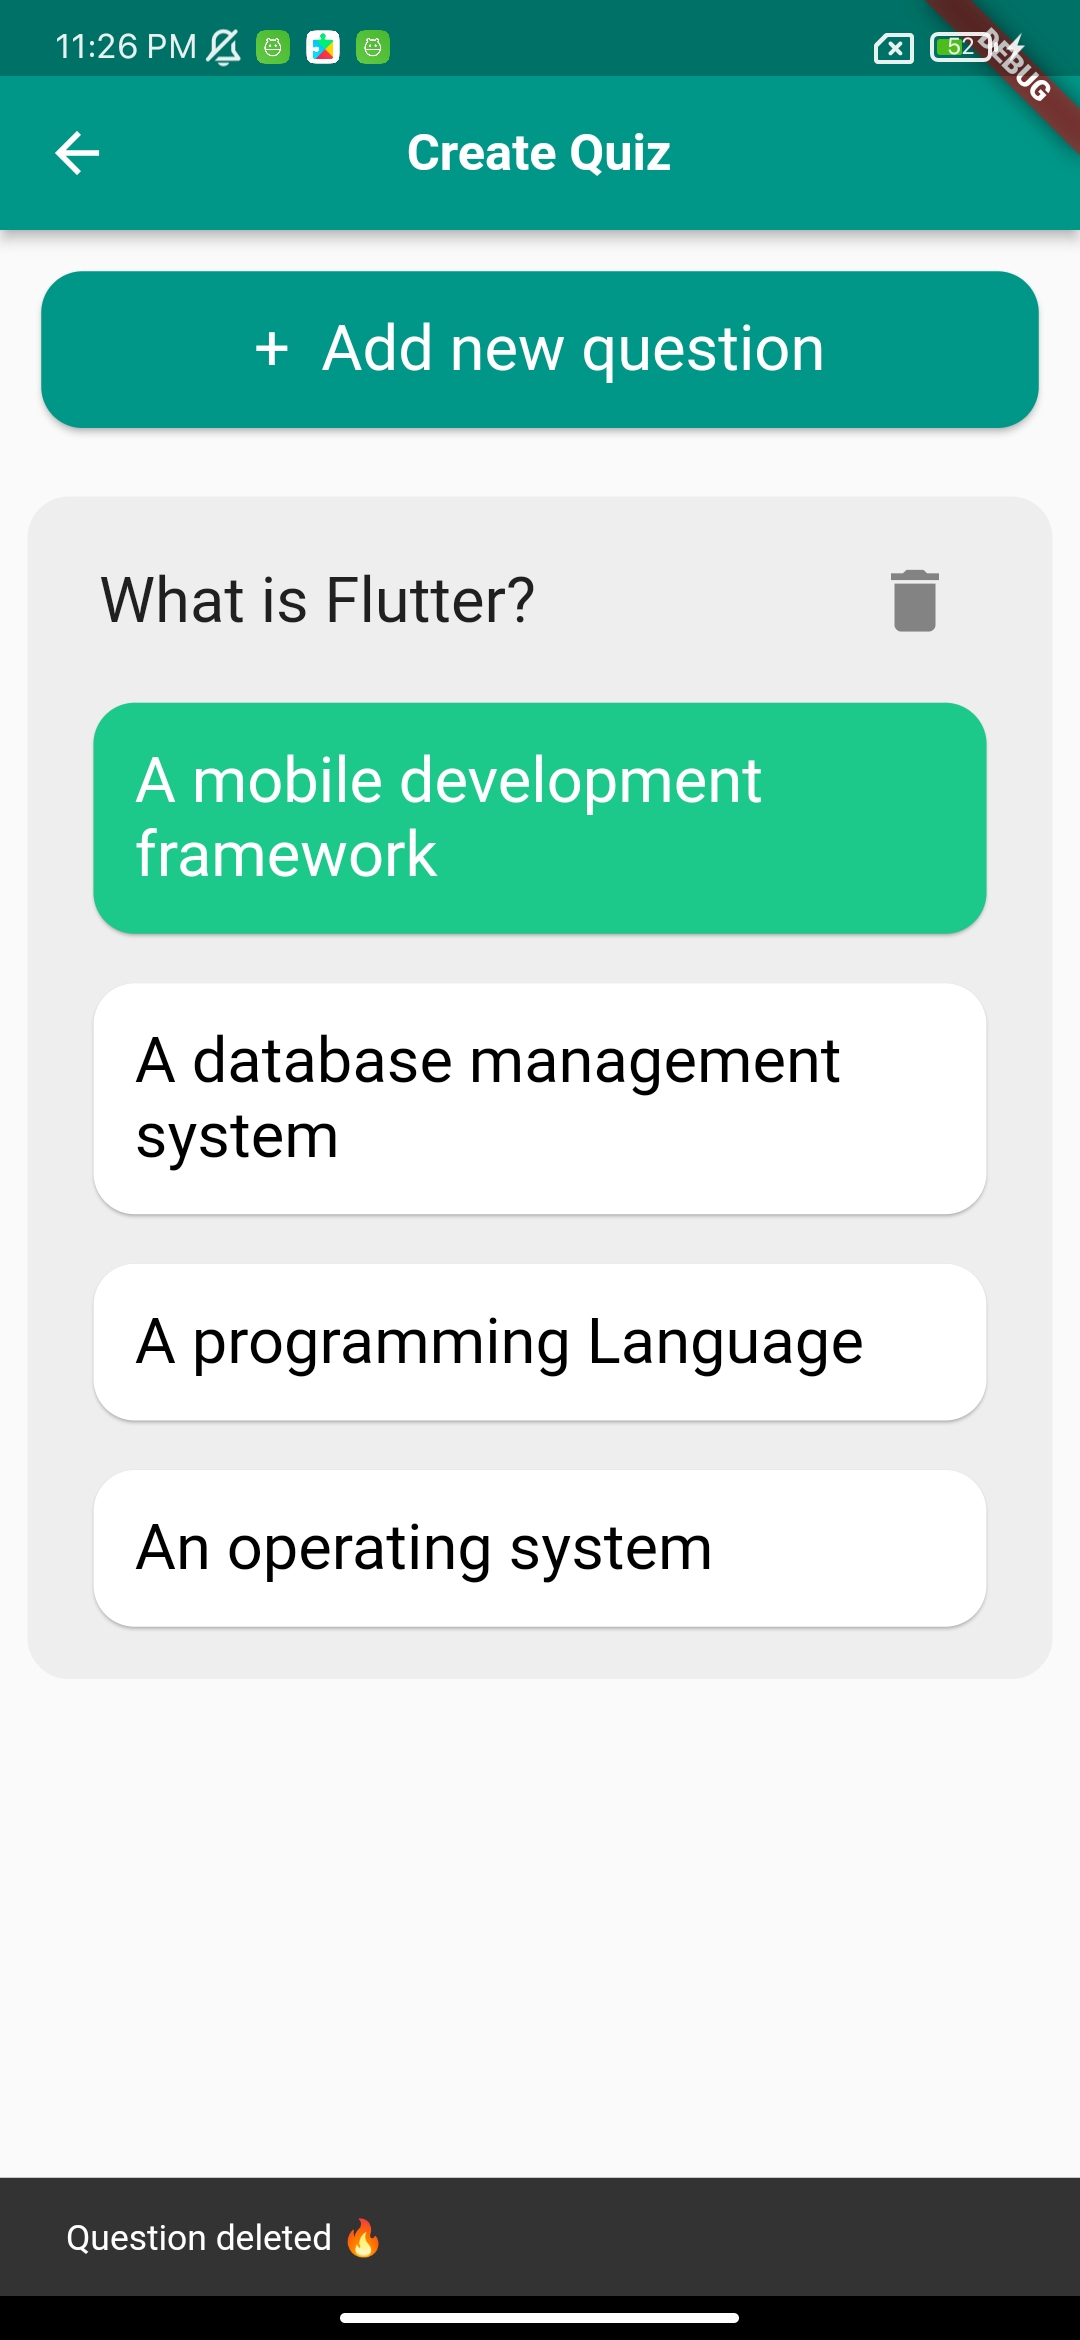 11:26 PM
52
DEBUG
Create Quiz
+ Add new question
What is Flutter?
A mobile development
framework
A database management
system
A programming Language
An operating system
Question deleted 🔥